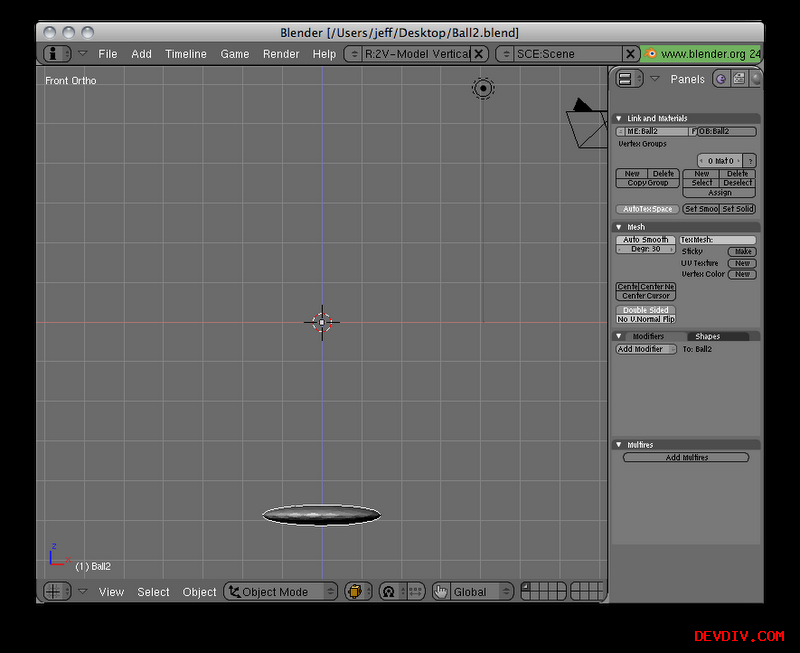 Blender [/Users/jeff/Desktop/Ball2.blend]
File Add Timeline Game Render Help R:2V-Model Vertical SCE:Scene www.blender.org 24
Front Ortho
Panels
Link and Materials
ME:Ball2 F OB:Ball2
Vertex Groups
0 Mat 0 ?
New Delete New Delete
Copy Group Select Deselect
Assign
AutoTexSpace Set Smoo Set Solid
Mesh
Auto Smooth TexMesh:
Degr: 30 Sticky Make
UV Texture New
Vertex Color New
Cente Center Ne
Center Cursor
Double Sided
No V.Normal Flip
Modifiers Shapes
Add Modifier To: Ball2
Multires
Add Multires
z
x
(1) Ball2
View Select Object Object Mode Global
DEVDIV.COM